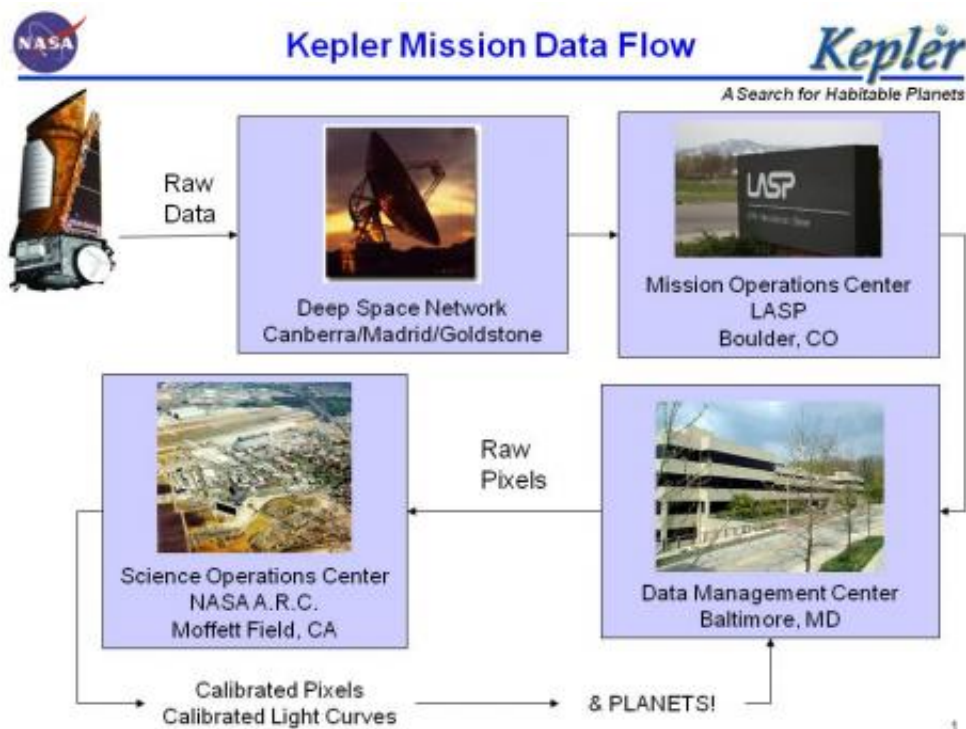 NASA
Kepler Mission Data Flow
Kepler
A Search for Habitable Planets
Raw
Data
Deep Space Network
Canberra/Madrid/Goldstone
LASP
Mission Operations Center
LASP
Boulder, CO
Raw
Pixels
Science Operations Center
NASA A.R.C.
Moffett Field, CA
Data Management Center
Baltimore, MD
Calibrated Pixels
Calibrated Light Curves
& PLANETS!
1